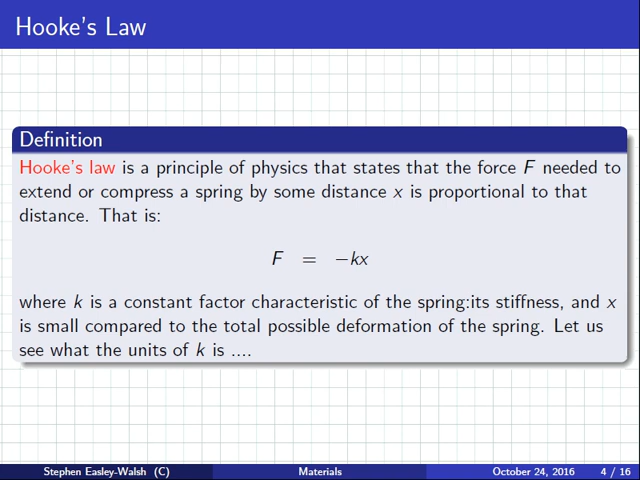 Hooke's Law
Definition
Hooke's law is a principle of physics that states that the force F needed to
extend or compress a spring by some distance x is proportional to that
distance. That is:
F = −kx
where k is a constant factor characteristic of the spring:its stiffness, and x
is small compared to the total possible deformation of the spring. Let us
see what the units of k is ....
Stephen Easley-Walsh (C) Materials October 24, 2016 4 / 16